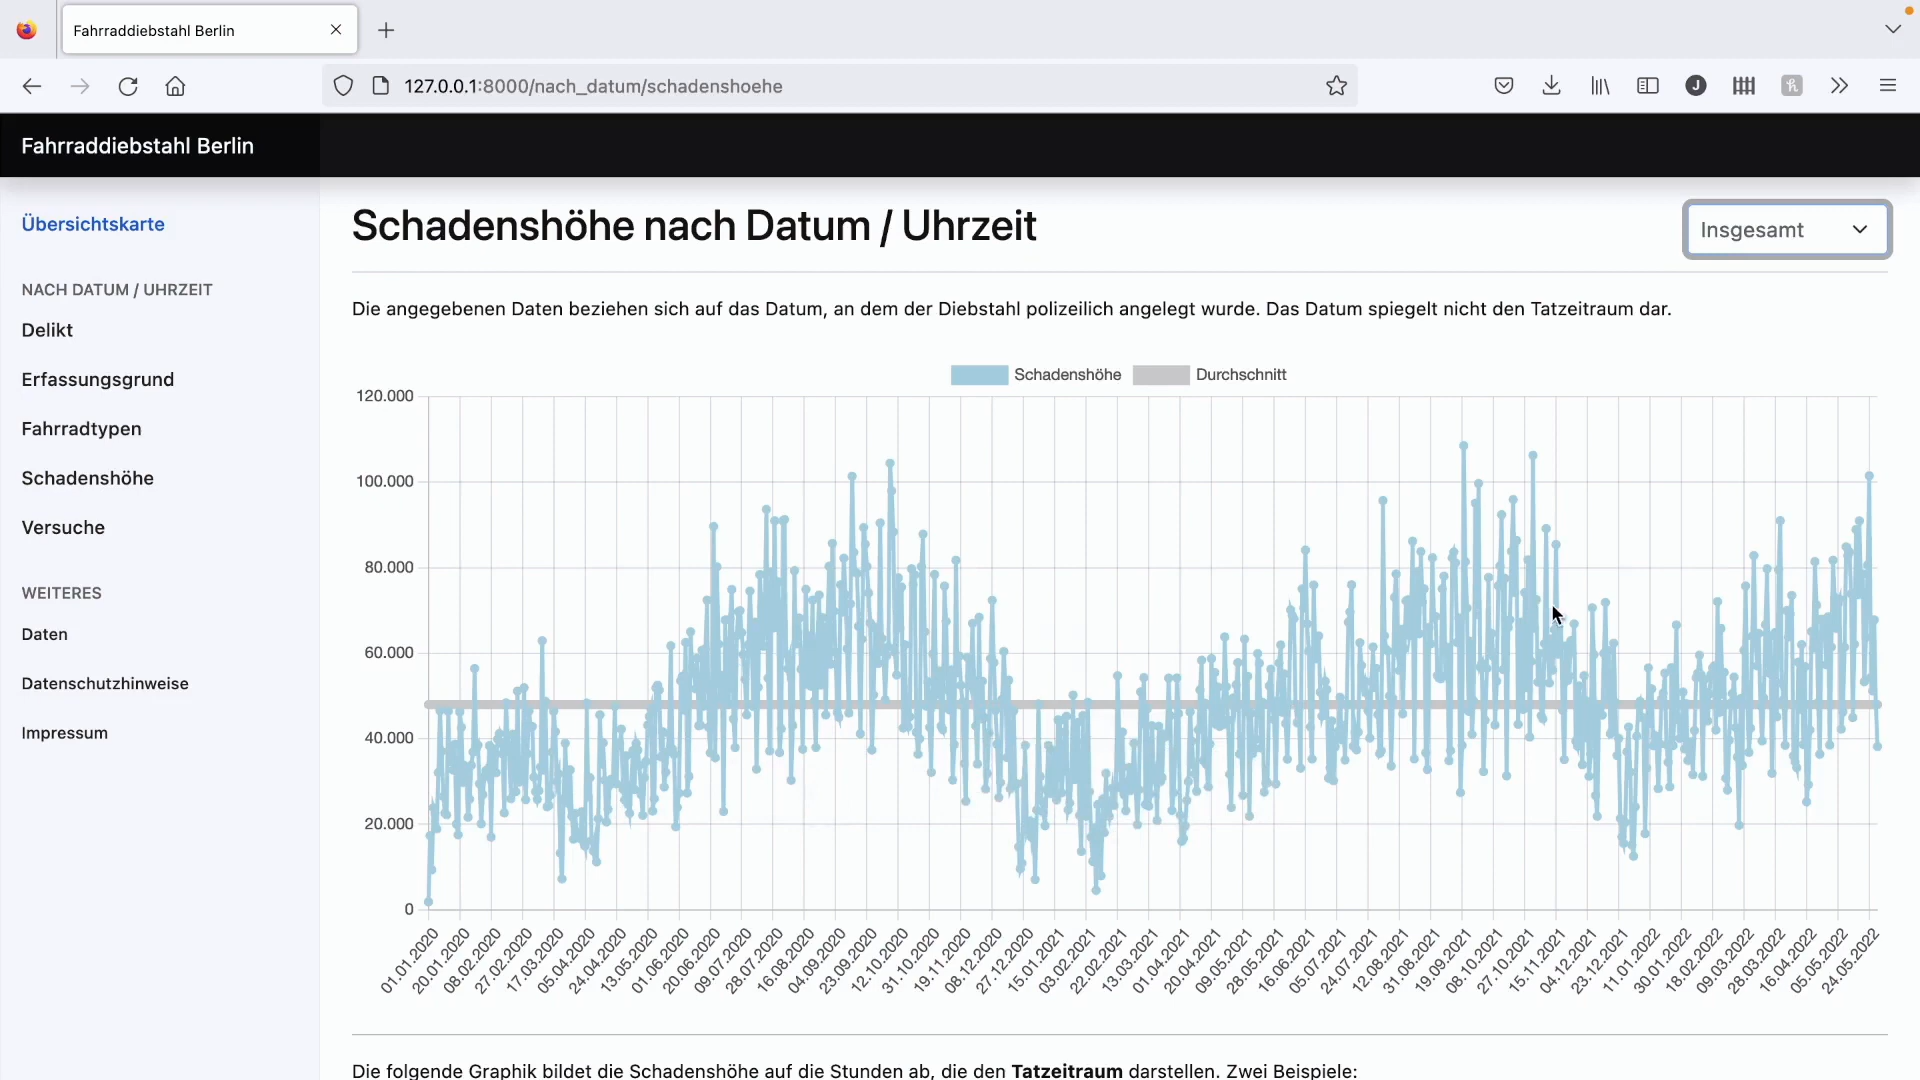 Fahrraddiebstahl Berlin
127.0.0.1:8000/nach_datum/schadenshoehe
J
Fahrraddiebstahl Berlin
Übersichtskarte
NACH DATUM / UHRZEIT
Delikt
Erfassungsgrund
Fahrradtypen
Schadenshöhe
Versuche
WEITERES
Daten
Datenschutzhinweise
Impressum
Schadenshöhe nach Datum / Uhrzeit
Insgesamt
Die angegebenen Daten beziehen sich auf das Datum, an dem der Diebstahl polizeilich angelegt wurde. Das Datum spiegelt nicht den Tatzeitraum dar.
Schadenshöhe Durchschnitt
120.000
100.000
80.000
60.000
40.000
20.000
0
01.01.2020
20.01.2020
08.02.2020
27.02.2020
17.03.2020
05.04.2020
24.04.2020
13.05.2020
01.06.2020
20.06.2020
09.07.2020
28.07.2020
16.08.2020
04.09.2020
23.09.2020
12.10.2020
31.10.2020
19.11.2020
08.12.2020
27.12.2020
15.01.2021
03.02.2021
22.02.2021
13.03.2021
01.04.2021
20.04.2021
09.05.2021
28.05.2021
16.06.2021
05.07.2021
24.07.2021
12.08.2021
31.08.2021
19.09.2021
08.10.2021
27.10.2021
15.11.2021
04.12.2021
23.12.2021
11.01.2022
30.01.2022
18.02.2022
09.03.2022
28.03.2022
16.04.2022
05.05.2022
24.05.2022
Die folgende Graphik bildet die Schadenshöhe auf die Stunden ab, die den Tatzeitraum darstellen. Zwei Beispiele: